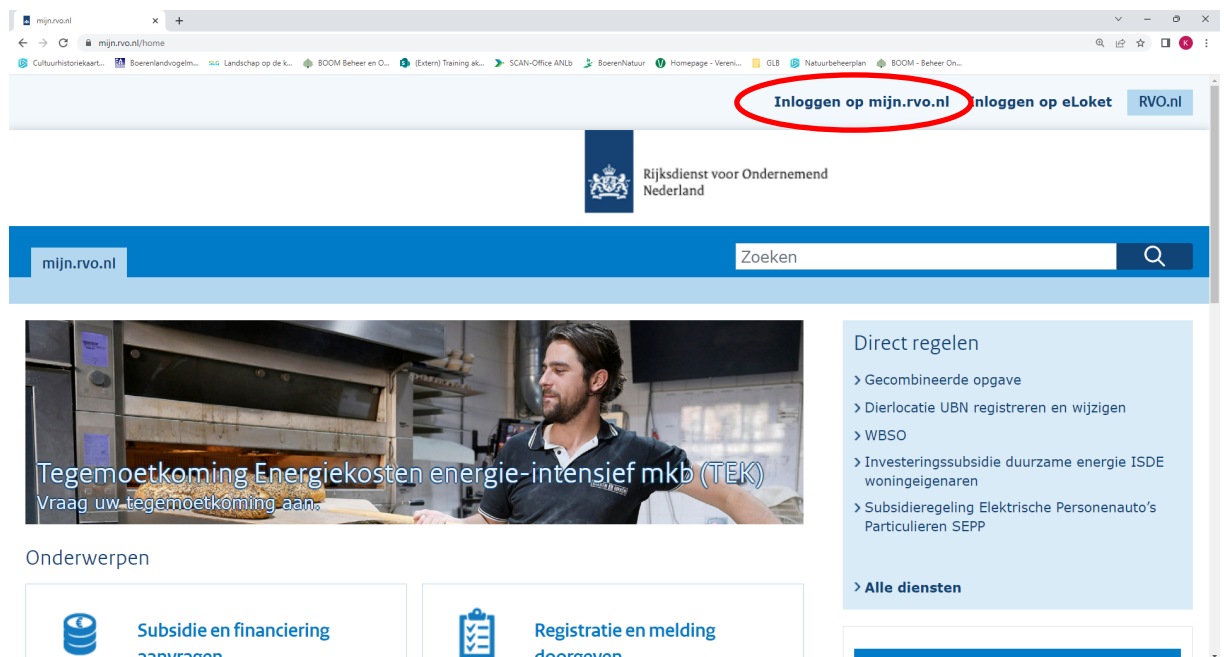 mijn.rvo.nl
mijn.rvo.nl/home
K
Cultuurhistoriekaart...
Boerenlandvogelm...
SLG Landschap op de k...
BOOM Beheer en O...
(Extern) Training ak...
SCAN-Office ANLb
BoerenNatuur
Homepage - Vereni...
GLB
Natuurbeheerplan
BOOM - Beheer On...
Inloggen op mijn.rvo.nl
Inloggen op eLoket
RVO.nl
Rijksdienst voor Ondernemend
Nederland
mijn.rvo.nl
Zoeken
Tegemoetkoming Energiekosten energie-intensief mkb (TEK)
Vraag uw tegemoetkoming aan.
Direct regelen
Gecombineerde opgave
Dierlocatie UBN registreren en wijzigen
WBSO
Investeringssubsidie duurzame energie ISDE
woningeigenaren
Subsidieregeling Elektrische Personenauto's
Particulieren SEPP
Alle diensten
Onderwerpen
Subsidie en financiering
aanvragen
Registratie en melding
doorgeven